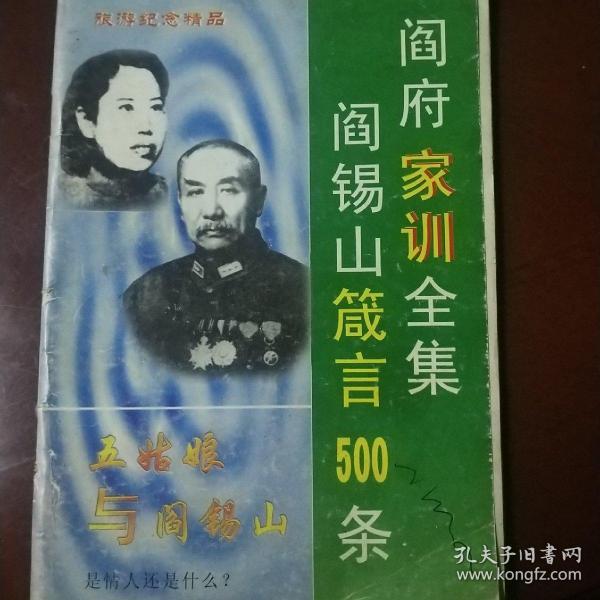 旅游纪念精品
阎府家训全集
阎锡山箴言500条
五姑娘
与阎锡山
是情人还是什么？
孔夫子旧书网
www.kongfz.com